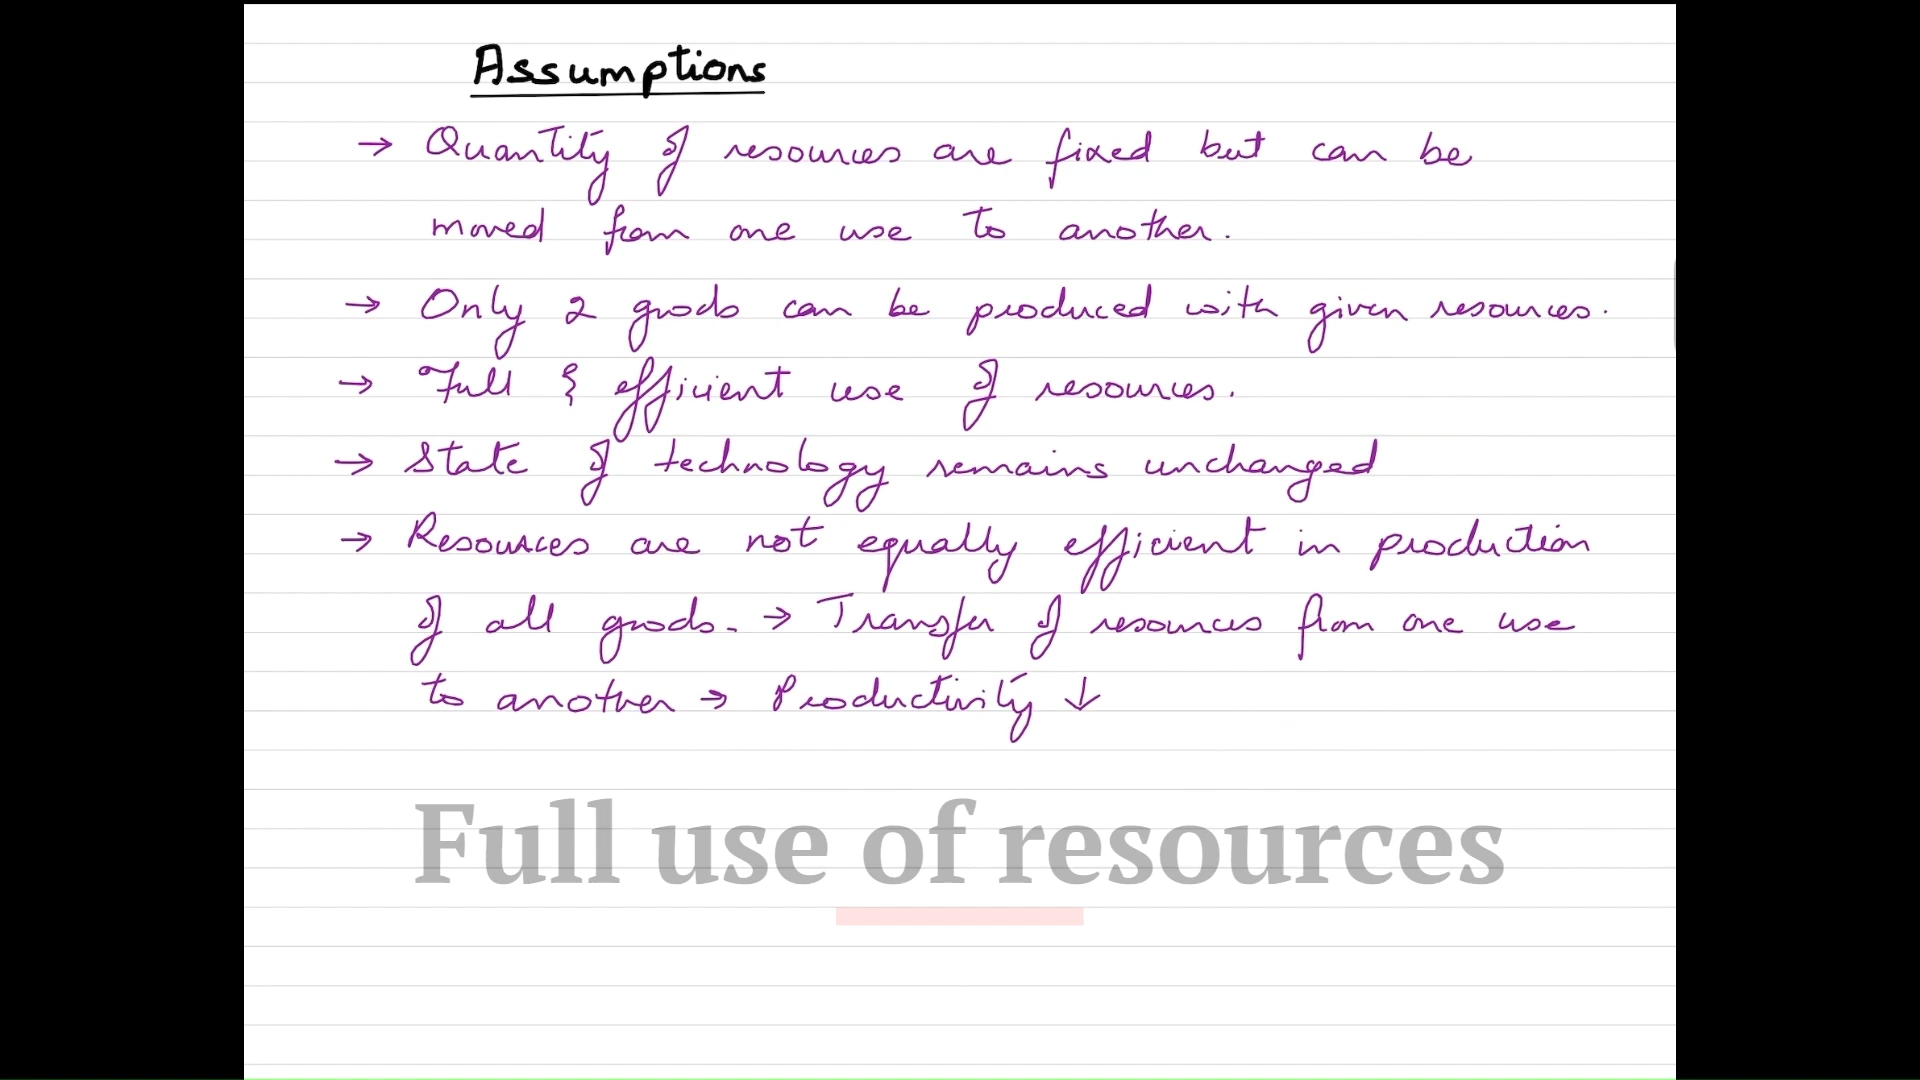 Assumptions
→ Quantity of resources are fixed but can be
moved from one use to another.
→ Only 2 goods can be produced with given resources.
→ Full & efficient use of resources.
→ State of technology remains unchanged
→ Resources are not equally efficient in production
of all goods. → Transfer of resources from one use
to another → Productivity ↓
Full use of resources